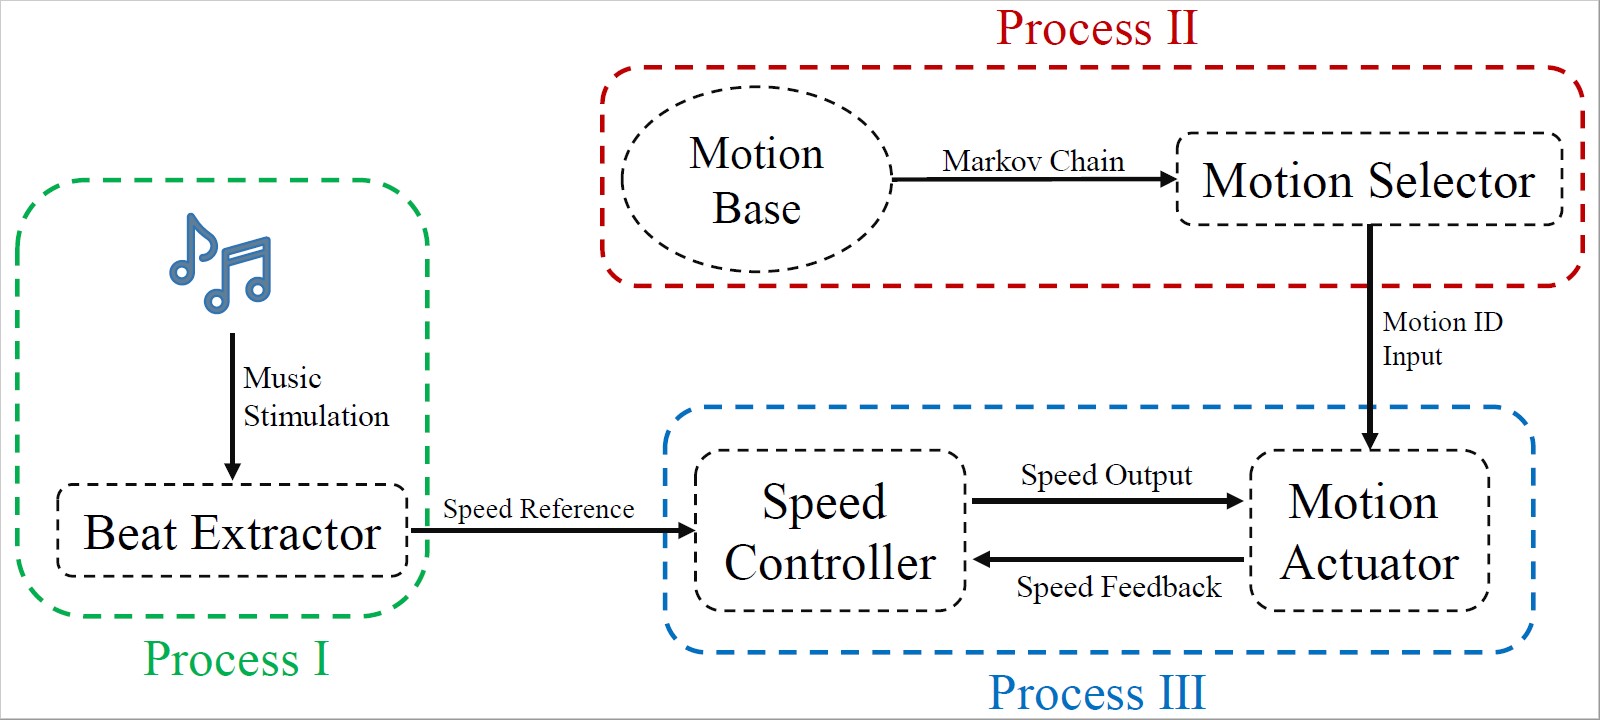 Process II
Motion
Base
Markov Chain
Motion Selector
Motion ID
Input
Music
Stimulation
Beat Extractor
Process I
Speed Reference
Speed
Controller
Speed Output
Speed Feedback
Motion
Actuator
Process III